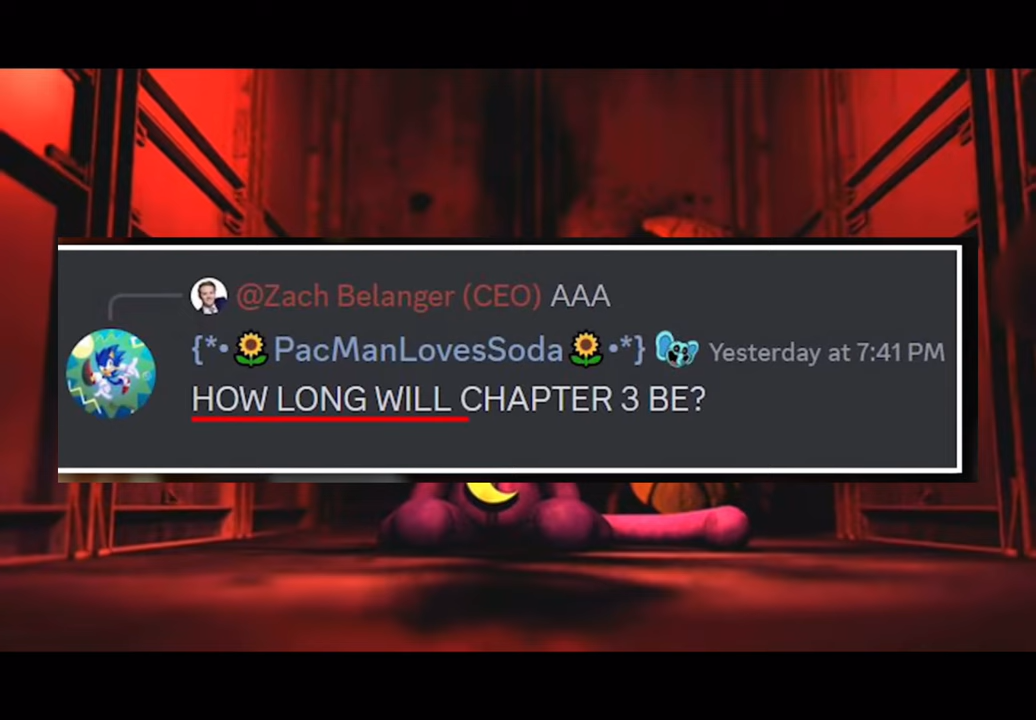 @Zach Belanger (CEO) AAA
{*•🌻PacManLovesSoda🌻•*} Yesterday at 7:41 PM
HOW LONG WILL CHAPTER 3 BE?